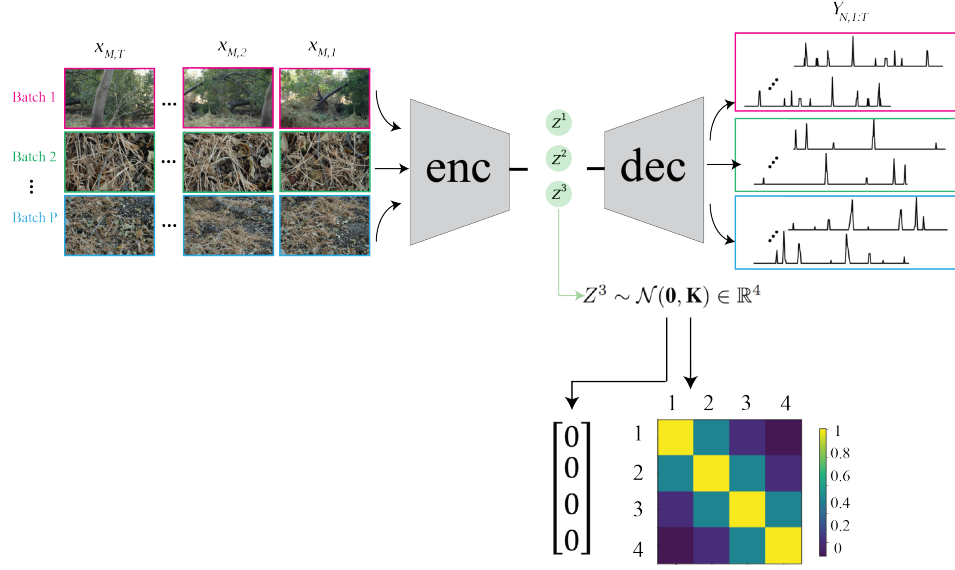 x_{M,T}
x_{M,2}
x_{M,1}
Y_{N,1:T}
Batch 1
Batch 2
Batch P
enc
Z^1
Z^2
Z^3
dec
Z^3 ∼ 𝒩(𝟎, 𝐊) ∈ ℝ^4
1 2 3 4
1
2
3
4
0
0
0
0
1
0.8
0.6
0.4
0.2
0